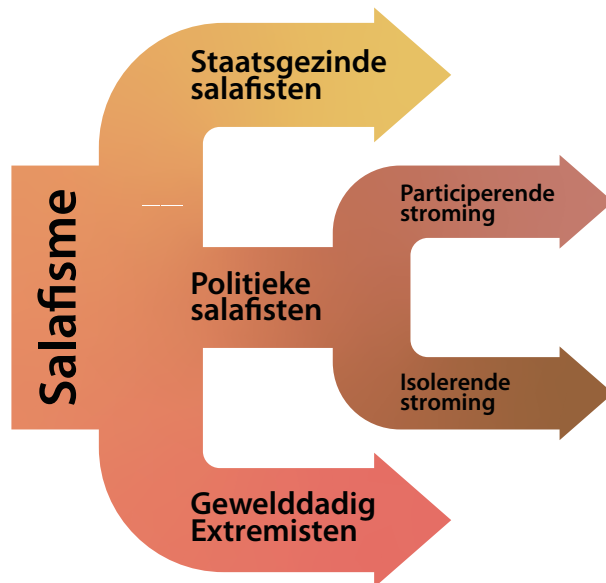 Salafisme
Staatsgezinde
salafisten
Politieke
salafisten
Participerende
stroming
Isolerende
stroming
Gewelddadig
Extremisten